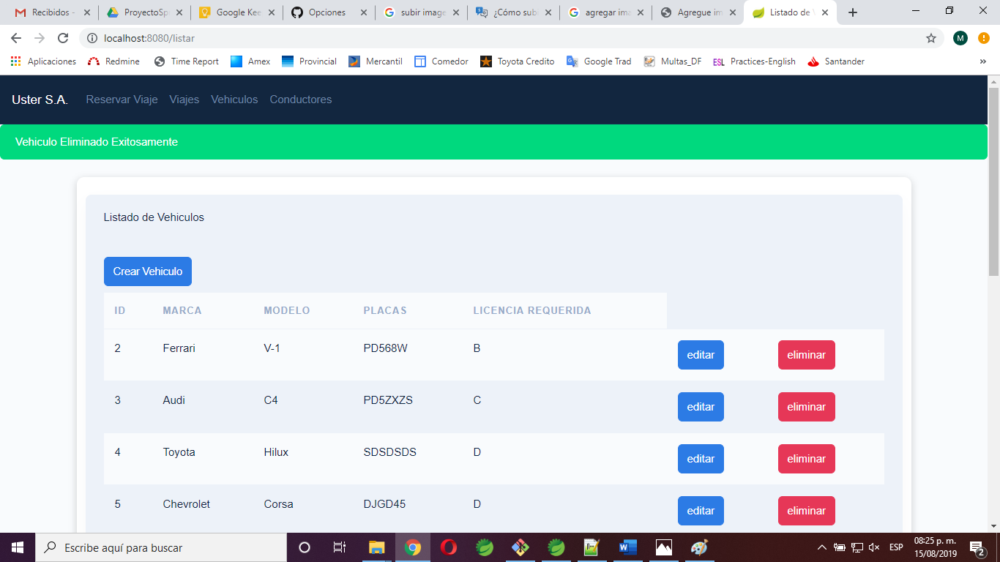 Recibidos -
ProyectoSp
Google Kee
Opciones
subir image
¿Cómo sub
agregar ima
Agregue im
Listado de V
localhost:8080/listar
M
Aplicaciones
Redmine
Time Report
Amex
Provincial
Mercantil
Comedor
Toyota Credito
Google Trad
Multas_DF
ESL
Practices-English
Santander
»
Uster S.A.
Reservar Viaje
Viajes
Vehiculos
Conductores
Vehiculo Eliminado Exitosamente
Listado de Vehiculos
Crear Vehiculo
ID MARCA MODELO PLACAS LICENCIA REQUERIDA
2 Ferrari V-1 PD568W B editar eliminar
3 Audi C4 PD5ZXZS C editar eliminar
4 Toyota Hilux SDSDSDS D editar eliminar
5 Chevrolet Corsa DJGD45 D editar eliminar
Escribe aquí para buscar
ESP
08:25 p. m.
15/08/2019
2